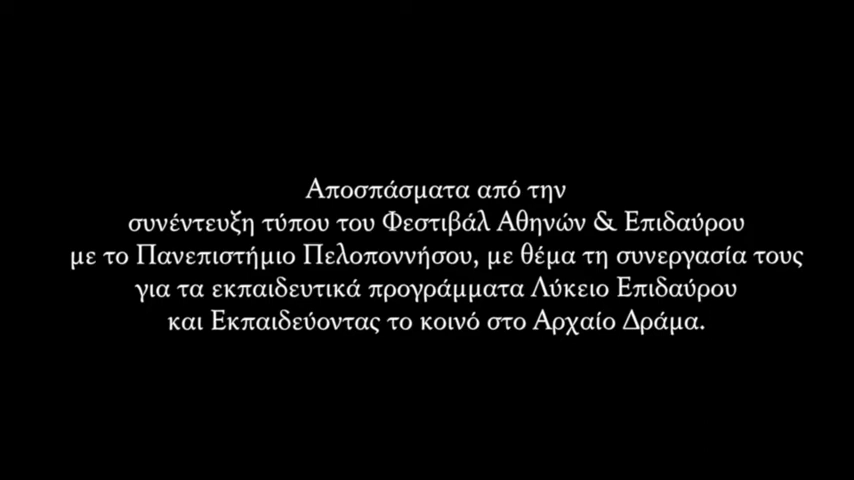 Αποσπάσματα από την
συνέντευξη τύπου του Φεστιβάλ Αθηνών & Επιδαύρου
με το Πανεπιστήμιο Πελοποννήσου, με θέμα τη συνεργασία τους
για τα εκπαιδευτικά προγράμματα Λύκειο Επιδαύρου
και Εκπαιδεύοντας το κοινό στο Αρχαίο Δράμα.